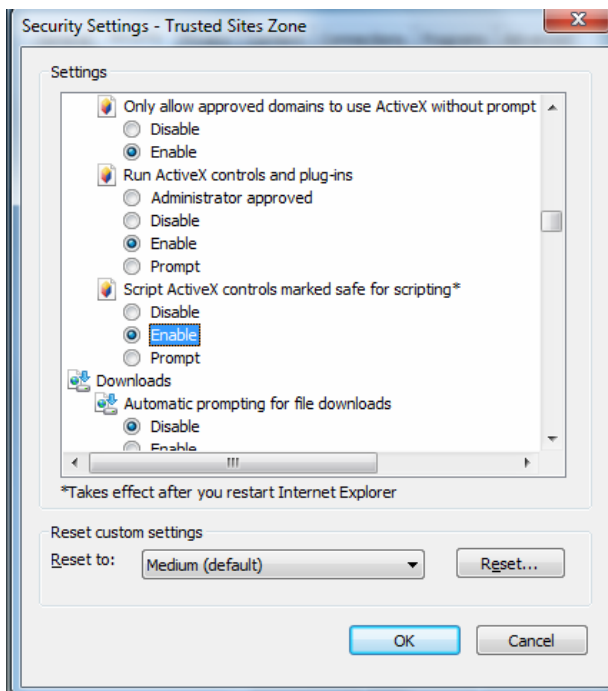 Security Settings - Trusted Sites Zone
Settings
Only allow approved domains to use ActiveX without prompt
Disable
Enable
Run ActiveX controls and plug-ins
Administrator approved
Disable
Enable
Prompt
Script ActiveX controls marked safe for scripting*
Disable
Enable
Prompt
Downloads
Automatic prompting for file downloads
Disable
Enable
*Takes effect after you restart Internet Explorer
Reset custom settings
Reset to:
Medium (default)
Reset...
OK
Cancel